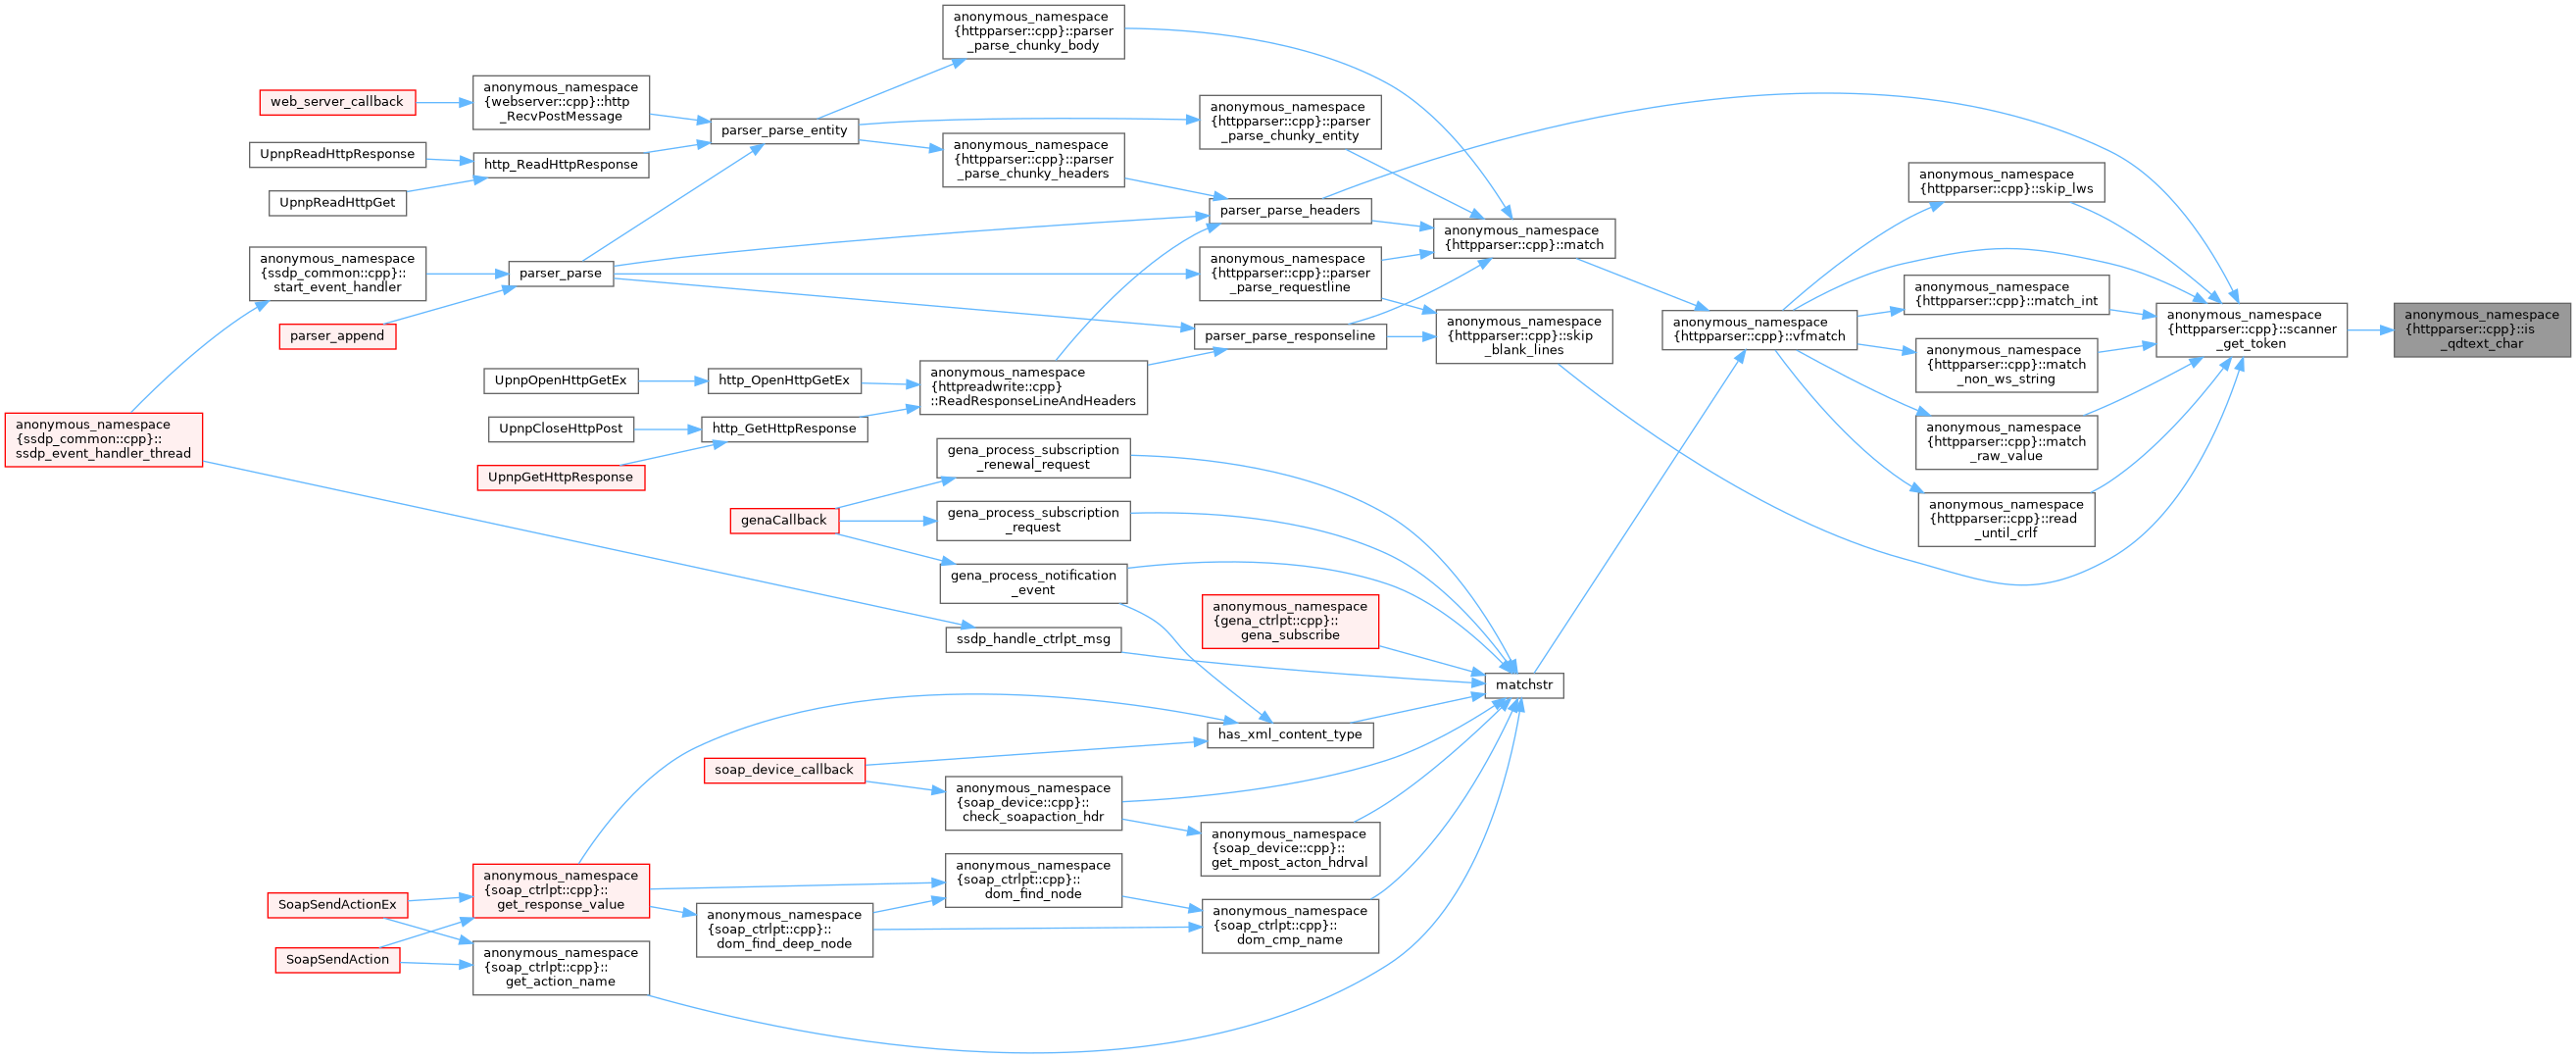 anonymous_namespace
{httpparser::cpp}::parser
_parse_chunky_body
anonymous_namespace
{webserver::cpp}::http
_RecvPostMessage
web_server_callback
anonymous_namespace
{httpparser::cpp}::parser
_parse_chunky_entity
parser_parse_entity
UpnpReadHttpResponse
http_ReadHttpResponse
anonymous_namespace
{httpparser::cpp}::parser
_parse_chunky_headers
UpnpReadHttpGet
parser_parse_headers
anonymous_namespace
{httpparser::cpp}::skip_lws
anonymous_namespace
{httpparser::cpp}::match
anonymous_namespace
{ssdp_common::cpp}::
start_event_handler
parser_parse
anonymous_namespace
{httpparser::cpp}::parser
_parse_requestline
anonymous_namespace
{httpparser::cpp}::match_int
parser_append
parser_parse_responseline
anonymous_namespace
{httpparser::cpp}::skip
_blank_lines
anonymous_namespace
{httpparser::cpp}::vfmatch
anonymous_namespace
{httpparser::cpp}::scanner
_get_token
anonymous_namespace
{httpparser::cpp}::is
_qdtext_char
anonymous_namespace
{httpparser::cpp}::match
_non_ws_string
UpnpOpenHttpGetEx
http_OpenHttpGetEx
anonymous_namespace
{httpreadwrite::cpp}
::ReadResponseLineAndHeaders
anonymous_namespace
{ssdp_common::cpp}::
ssdp_event_handler_thread
UpnpCloseHttpPost
http_GetHttpResponse
anonymous_namespace
{httpparser::cpp}::match
_raw_value
UpnpGetHttpResponse
gena_process_subscription
_renewal_request
genaCallback
gena_process_subscription
_request
anonymous_namespace
{httpparser::cpp}::read
_until_crlf
gena_process_notification
_event
anonymous_namespace
{gena_ctrlpt::cpp}::
gena_subscribe
ssdp_handle_ctrlpt_msg
matchstr
has_xml_content_type
soap_device_callback
anonymous_namespace
{soap_device::cpp}::
check_soapaction_hdr
anonymous_namespace
{soap_device::cpp}::
get_mpost_acton_hdrval
anonymous_namespace
{soap_ctrlpt::cpp}::
get_response_value
anonymous_namespace
{soap_ctrlpt::cpp}::
dom_find_node
SoapSendActionEx
anonymous_namespace
{soap_ctrlpt::cpp}::
dom_find_deep_node
anonymous_namespace
{soap_ctrlpt::cpp}::
dom_cmp_name
SoapSendAction
anonymous_namespace
{soap_ctrlpt::cpp}::
get_action_name